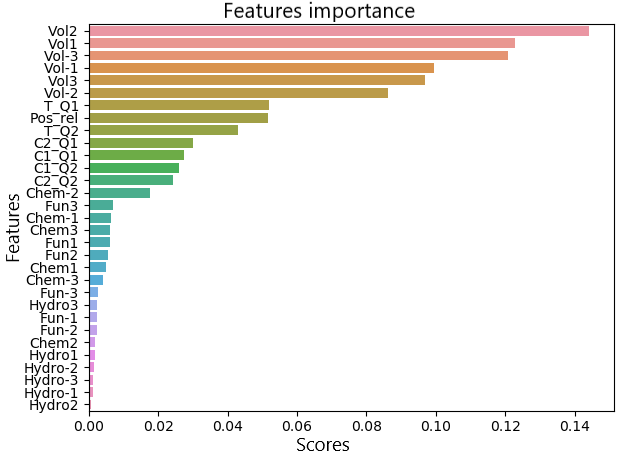 Features importance
Vol2
Vol1
Vol-3
Vol-1
Vol3
Vol-2
T_Q1
Pos_rel
T_Q2
C2_Q1
C1_Q1
C1_Q2
C2_Q2
Chem-2
Fun3
Chem-1
Chem3
Fun1
Fun2
Chem1
Chem-3
Fun-3
Hydro3
Fun-1
Fun-2
Chem2
Hydro1
Hydro-2
Hydro-3
Hydro-1
Hydro2
Features
0.00 0.02 0.04 0.06 0.08 0.10 0.12 0.14
Scores